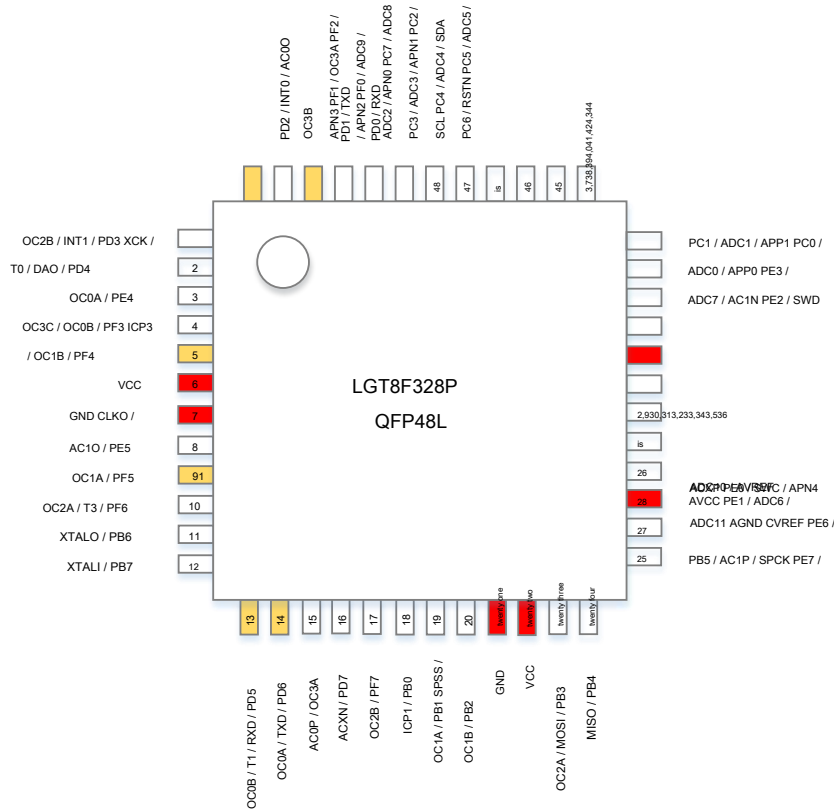 PD2 / INT0 / AC0O
OC3B
APN3 PF1 / OC3A PF2 /
PD1 / TXD
/ APN2 PF0 / ADC9 /
PD0 / RXD
ADC2 / APN0 PC7 / ADC8
PC3 / ADC3 / APN1 PC2 /
SCL PC4 / ADC4 / SDA
PC6 / RSTN PC5 / ADC5 /
48
47
is
46
45
3,738,394,041,424,344
OC2B / INT1 / PD3 XCK /
T0 / DAO / PD4
OC0A / PE4
OC3C / OC0B / PF3 ICP3
/ OC1B / PF4
VCC
GND CLKO /
AC1O / PE5
OC1A / PF5
OC2A / T3 / PF6
XTALO / PB6
XTALI / PB7
2
3
4
5
6
7
8
91
10
11
12
LGT8F328P
QFP48L
PC1 / ADC1 / APP1 PC0 /
ADC0 / APP0 PE3 /
ADC7 / AC1N PE2 / SWD
2,930,313,233,343,536
is
26
28
27
25
AVCC PE1 / ADC6 /
ADC11 AGND CVREF PE6 /
PB5 / AC1P / SPCK PE7 /
13
14
15
16
17
18
19
20
twenty one
twenty two
twenty three
twenty four
OC0B / T1 / RXD / PD5
OC0A / TXD / PD6
AC0P / OC3A
ACXN / PD7
OC2B / PF7
ICP1 / PB0
OC1A / PB1 SPSS /
OC1B / PB2
GND
VCC
OC2A / MOSI / PB3
MISO / PB4